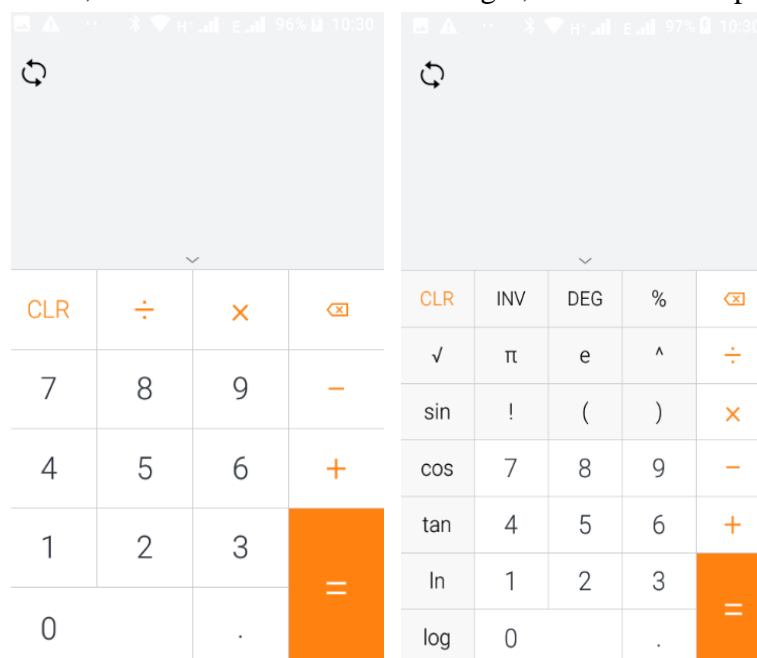 H+ E 96% 10:30
CLR ÷ ×
7 8 9 −
4 5 6 +
1 2 3 =
0 .
H+ E 97% 10:30
CLR INV DEG %
√ π e ^ ÷
sin ! ( ) ×
cos 7 8 9 −
tan 4 5 6 +
ln 1 2 3 =
log 0 .